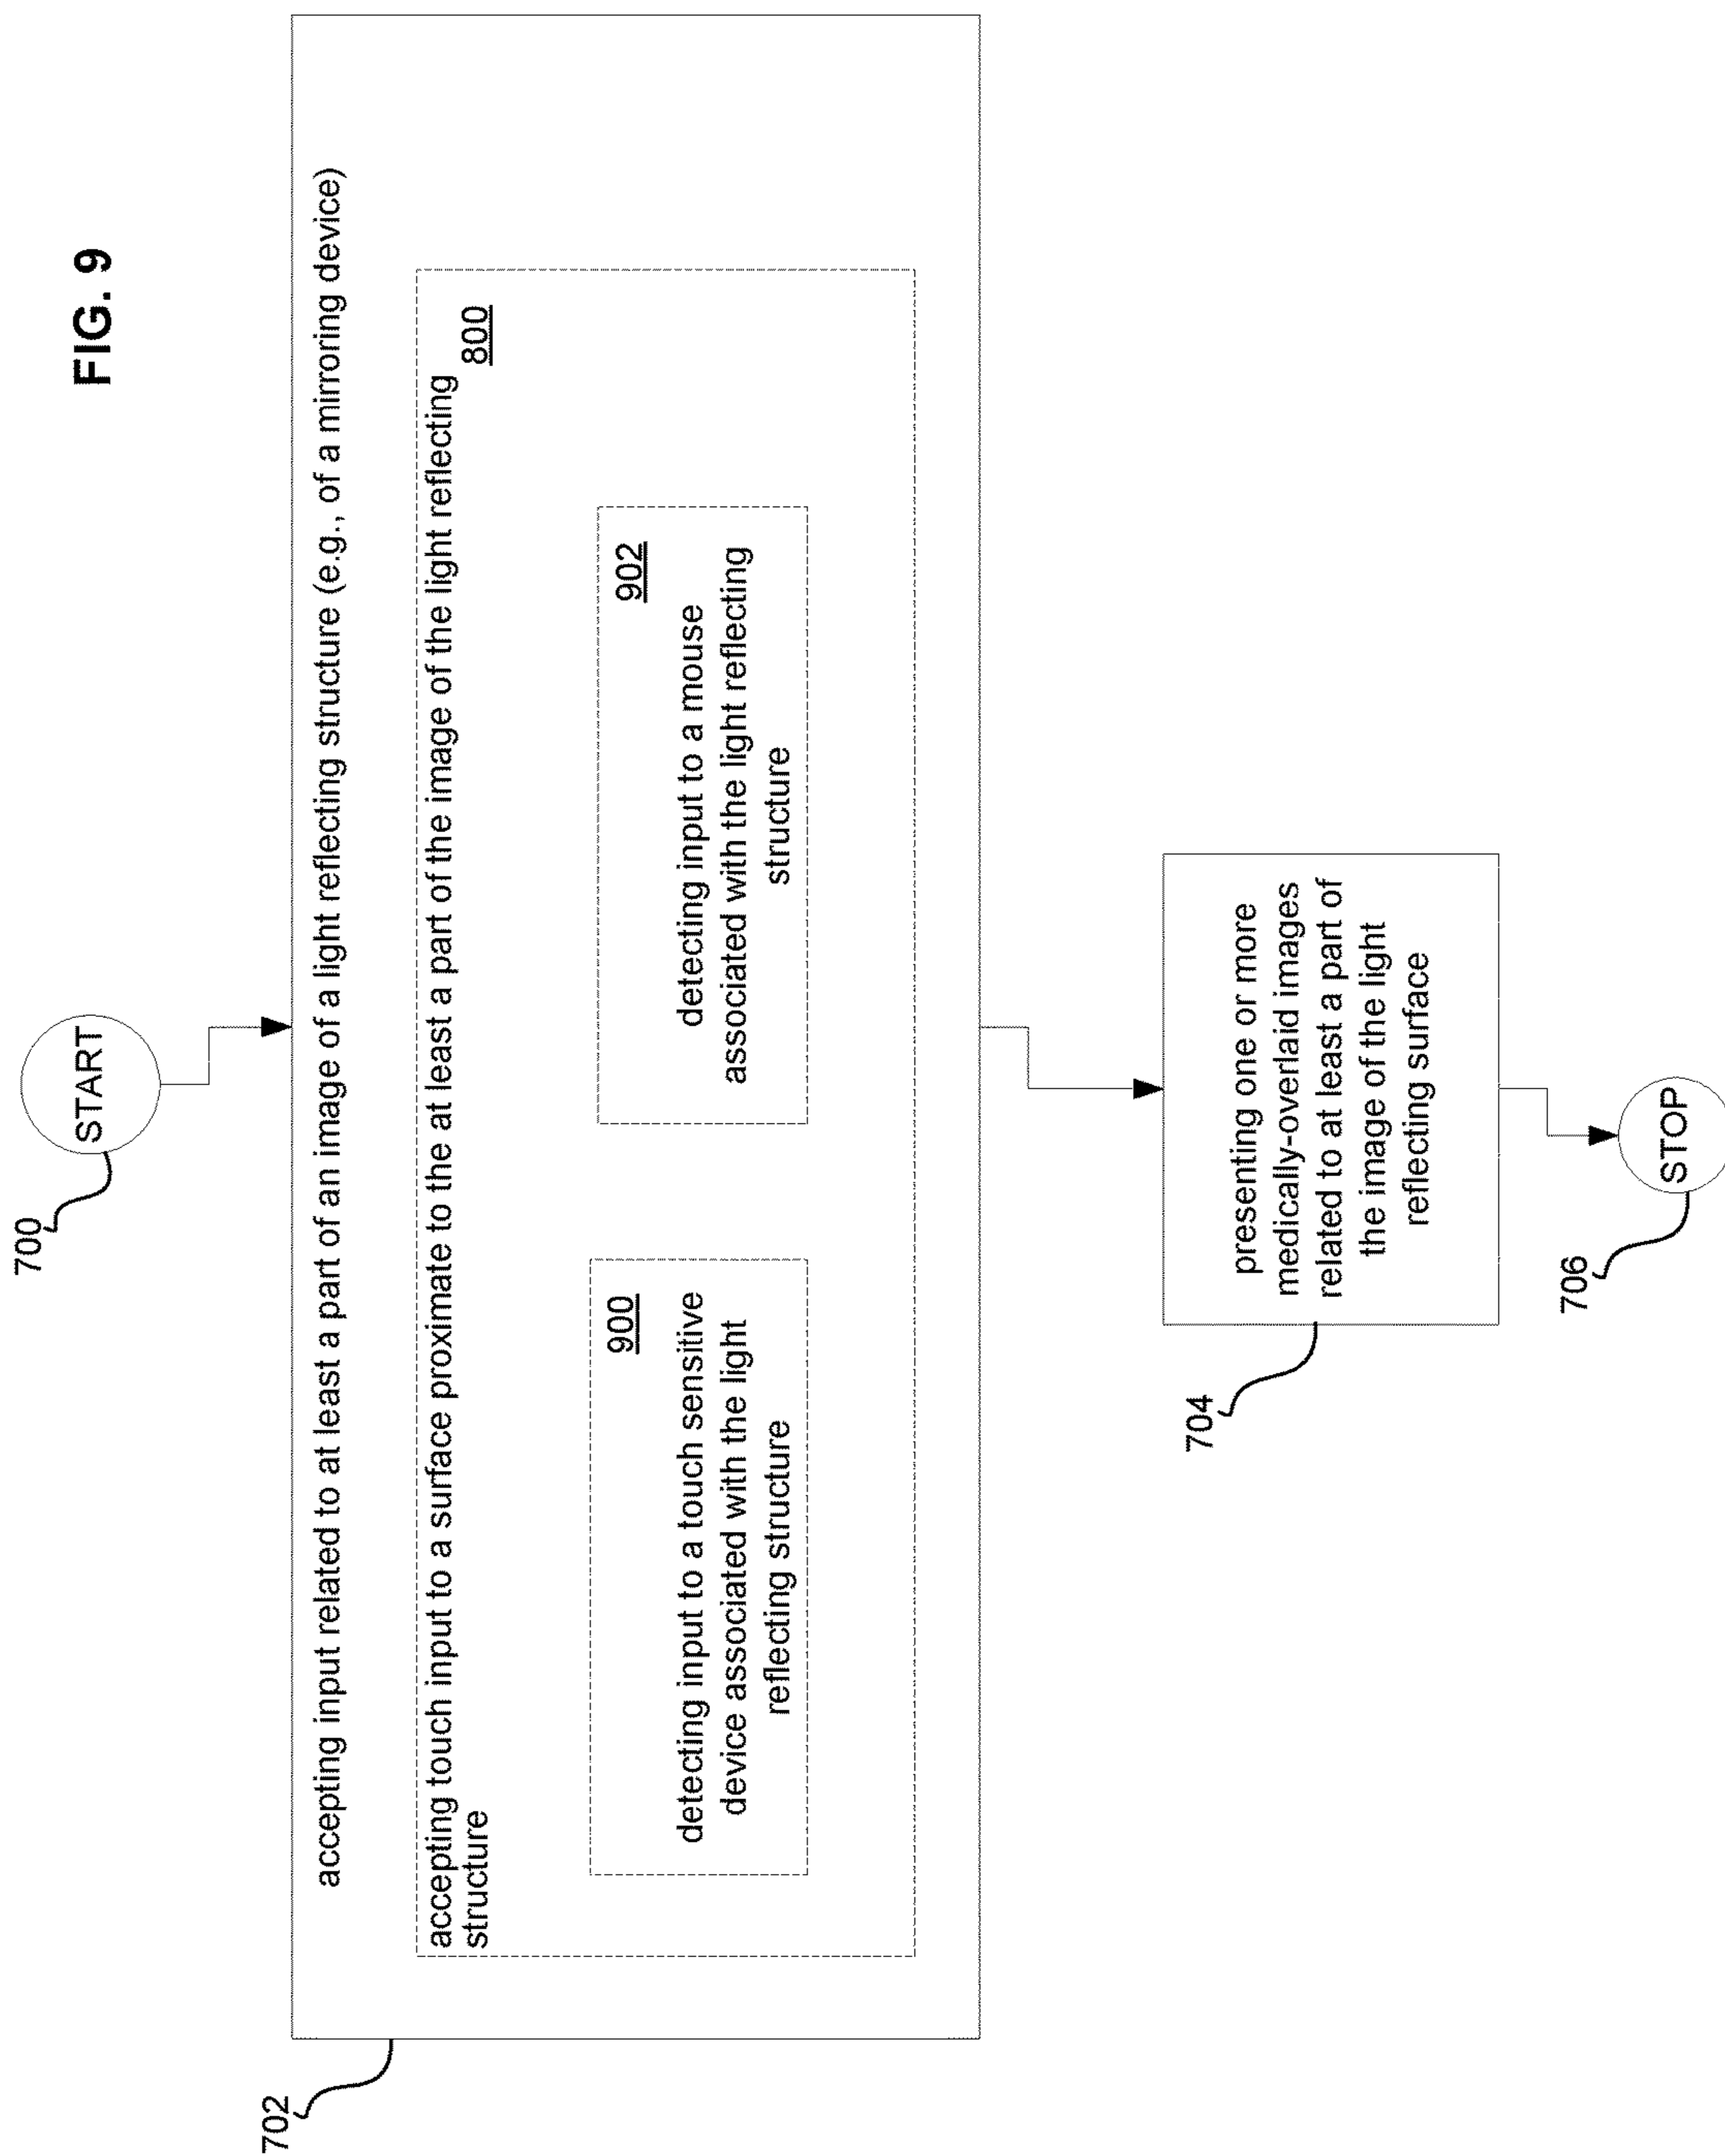 FIG. 9
700
START
702
accepting input related to at least a part of an image of a light reflecting structure (e.g., of a mirroring device)
accepting touch input to a surface proximate to the at least a part of the image of the light reflecting
structure
800
900
detecting input to a touch sensitive
device associated with the light
reflecting structure
902
detecting input to a mouse
associated with the light reflecting
structure
704
presenting one or more
medically-overlaid images
related to at least a part of
the image of the light
reflecting surface
706
STOP